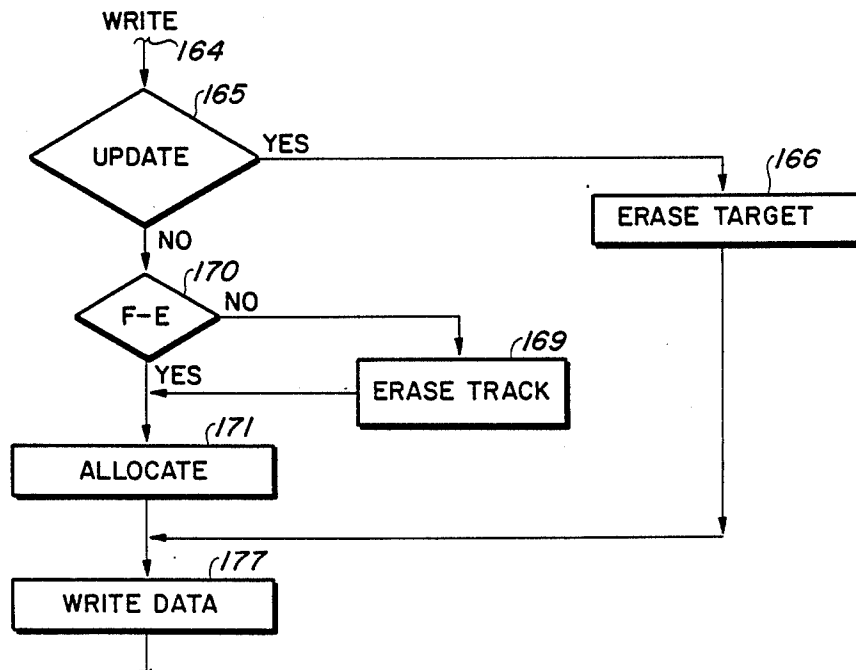 WRITE
164
165
UPDATE
YES
166
ERASE TARGET
NO
170
F-E
NO
169
ERASE TRACK
YES
171
ALLOCATE
177
WRITE DATA